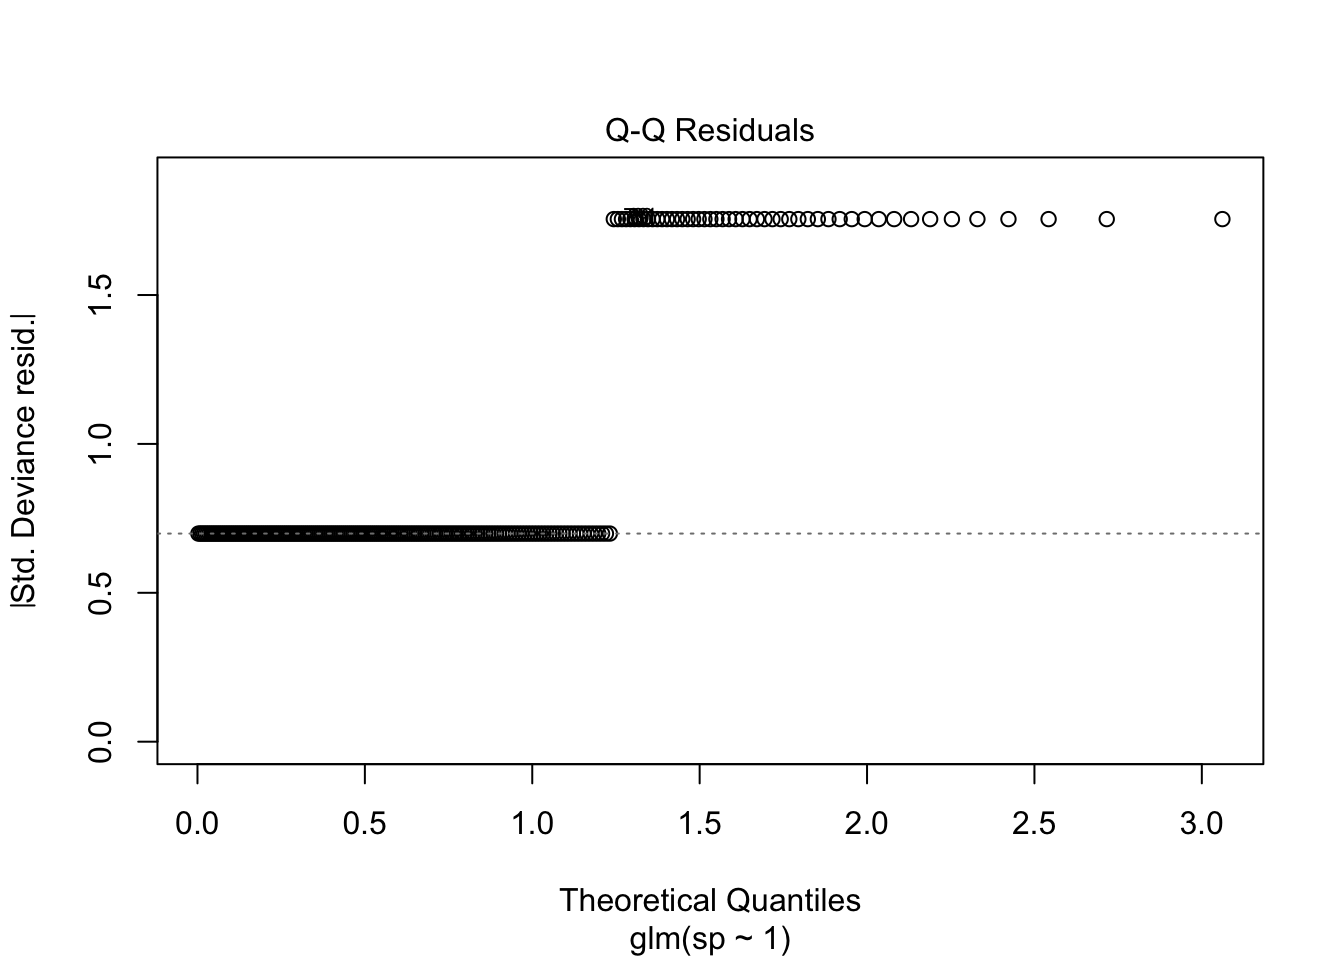 Q-Q Residuals
|Std. Deviance resid.|
1.5
1.0
0.5
0.0
0.0 0.5 1.0 1.5 2.0 2.5 3.0
Theoretical Quantiles
glm(sp ~ 1)